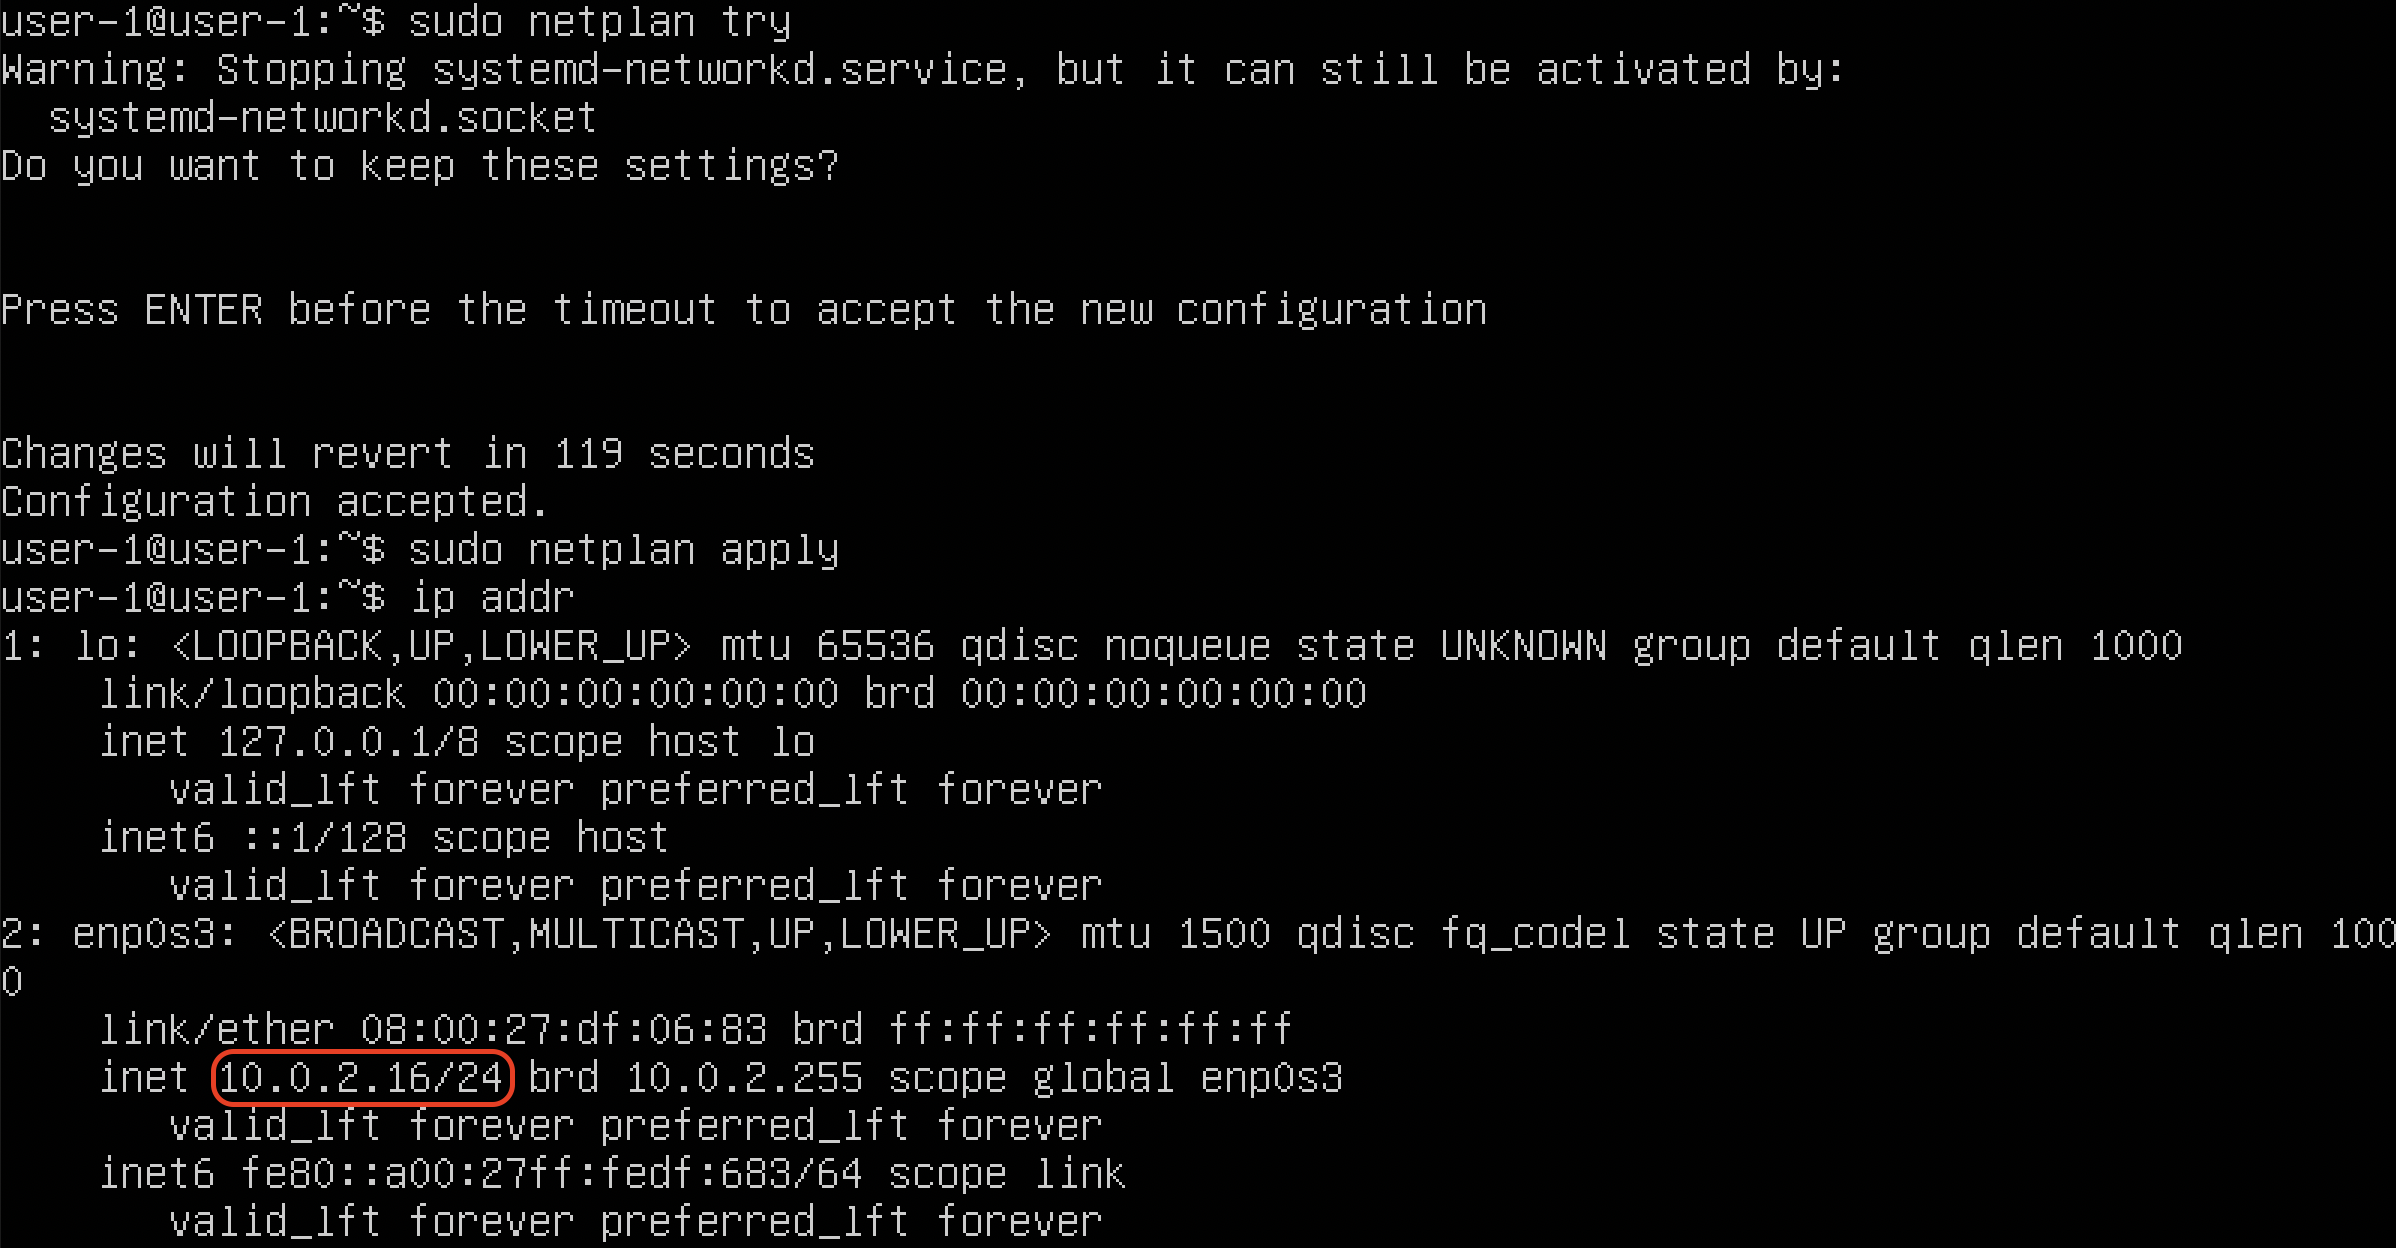 user-1@user-1:~$ sudo netplan try
Warning: Stopping systemd-networkd.service, but it can still be activated by:
  systemd-networkd.socket
Do you want to keep these settings?
Press ENTER before the timeout to accept the new configuration
Changes will revert in 119 seconds
Configuration accepted.
user-1@user-1:~$ sudo netplan apply
user-1@user-1:~$ ip addr
1: lo: <LOOPBACK,UP,LOWER_UP> mtu 65536 qdisc noqueue state UNKNOWN group default qlen 1000
    link/loopback 00:00:00:00:00:00 brd 00:00:00:00:00:00
    inet 127.0.0.1/8 scope host lo
       valid_lft forever preferred_lft forever
    inet6 ::1/128 scope host
       valid_lft forever preferred_lft forever
2: enp0s3: <BROADCAST,MULTICAST,UP,LOWER_UP> mtu 1500 qdisc fq_codel state UP group default qlen 100
0
    link/ether 08:00:27:df:06:83 brd ff:ff:ff:ff:ff:ff
    inet 10.0.2.16/24 brd 10.0.2.255 scope global enp0s3
       valid_lft forever preferred_lft forever
    inet6 fe80::a00:27ff:fedf:683/64 scope link
       valid_lft forever preferred_lft forever